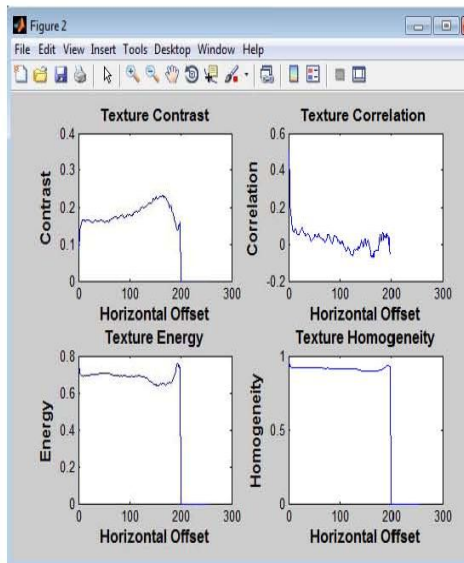 Figure 2
File Edit View Insert Tools Desktop Window Help
Texture Contrast
0.4
0.3
0.2
0.1
0
0 100 200 300
Contrast
Horizontal Offset
Texture Correlation
0.6
0.4
0.2
0
-0.2
0 100 200 300
Correlation
Horizontal Offset
Texture Energy
0.8
0.6
0.4
0.2
0
0 100 200 300
Energy
Horizontal Offset
Texture Homogeneity
1
0.5
0
0 100 200 300
Homogeneity
Horizontal Offset